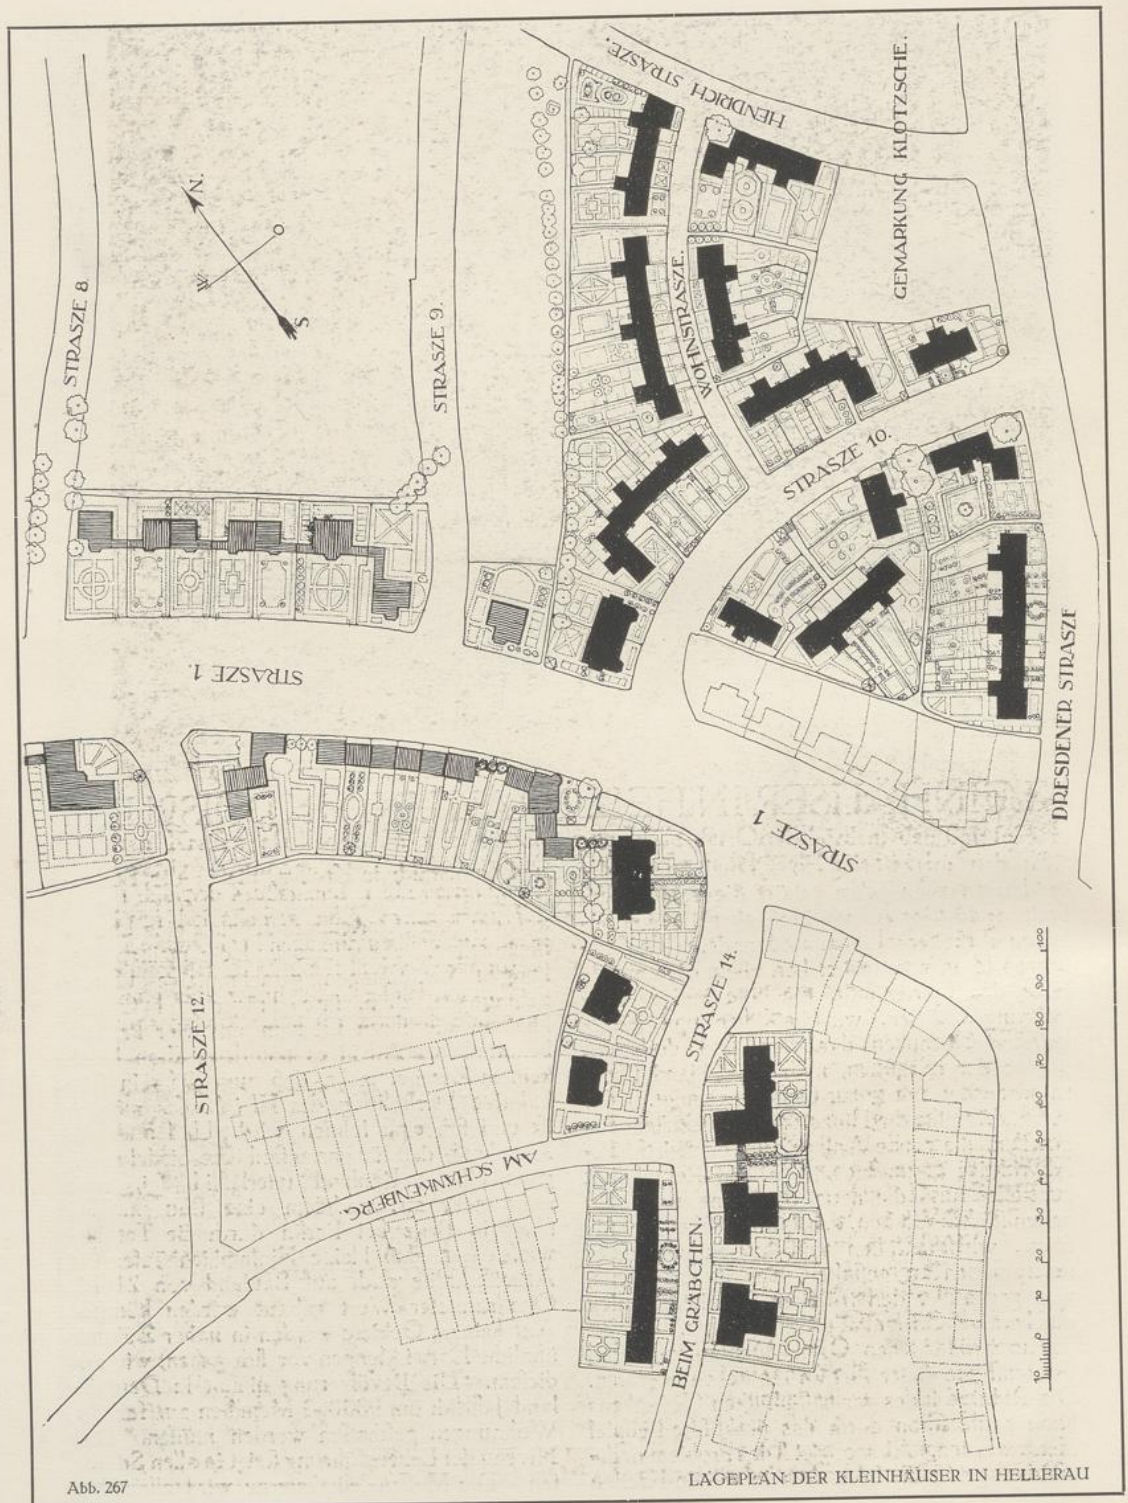 HENDRICH STRASZE.
GEMARKUNG KLOTZSCHE.
N.
O
W
S
STRASZE 8.
STRASZE 9.
WOHNSTRASZE.
STRASZE 10.
STRASZE 1.
DRESDENER STRASZE
STRASZE 1
STRASZE 12.
STRASZE 14.
AM SCHÄNKENBERG.
BEIM GRÄBCHEN.
100
90
80
70
60
50
40
30
20
10
0
10
Abb. 267
LAGEPLAN DER KLEINHÄUSER IN HELLERAU